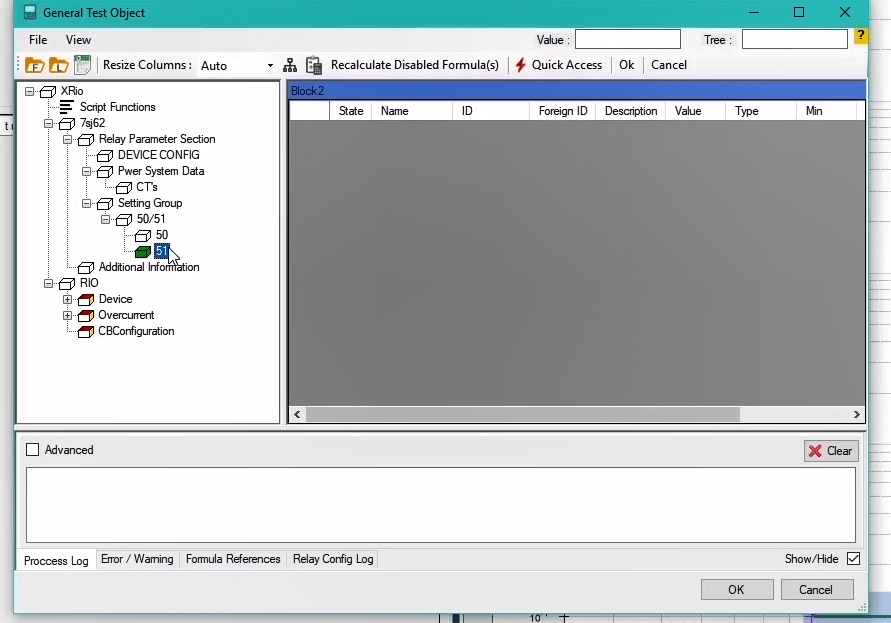 General Test Object
File View Value : Tree : ?
Resize Columns : Auto Recalculate Disabled Formula(s) Quick Access Ok Cancel
XRio
Script Functions
7sj62
Relay Parameter Section
DEVICE CONFIG
Pwer System Data
CT's
Setting Group
50/51
50
51
Additional Information
RIO
Device
Overcurrent
CBConfiguration
Block2
State Name ID Foreign ID Description Value Type Min
Advanced
Clear
Proccess Log Error / Warning Formula References Relay Config Log Show/Hide
OK Cancel
10